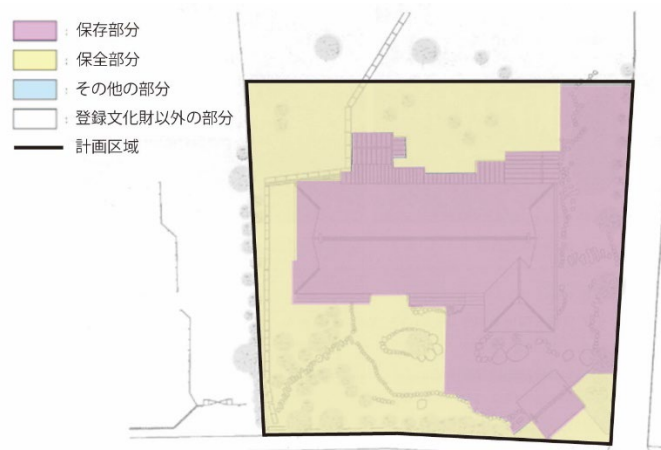 ：保存部分
：保全部分
：その他の部分
：登録文化財以外の部分
：計画区域